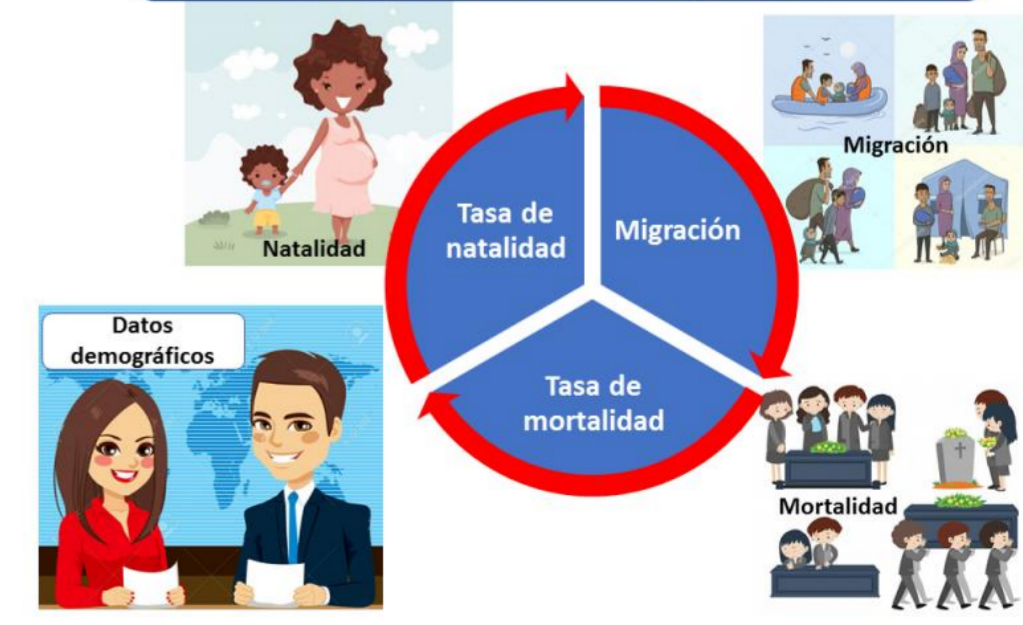 Natalidad
Migración
Tasa de
natalidad
Migración
Tasa de
mortalidad
Datos
demográficos
Mortalidad